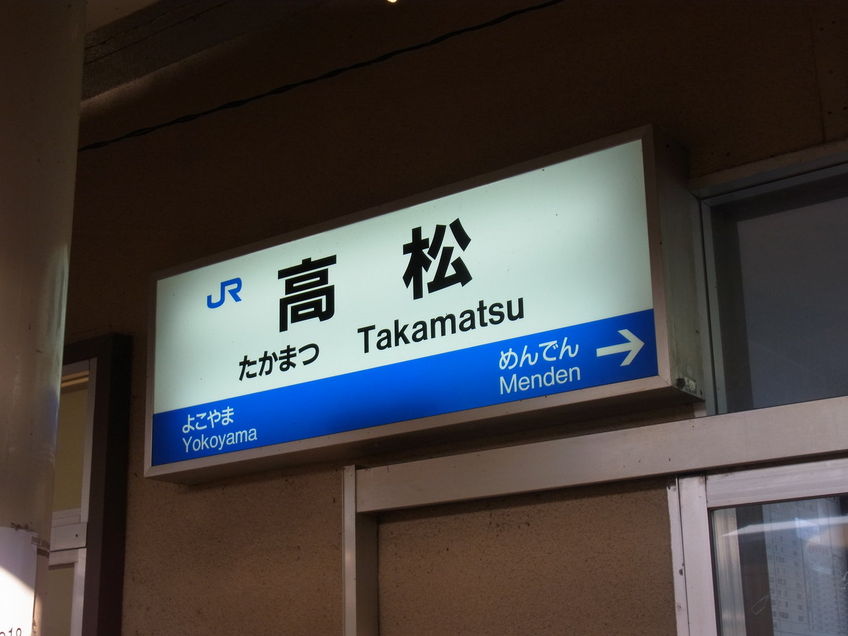 JR 高松
たかまつ Takamatsu
めんでん →
Menden
よこやま
Yokoyama